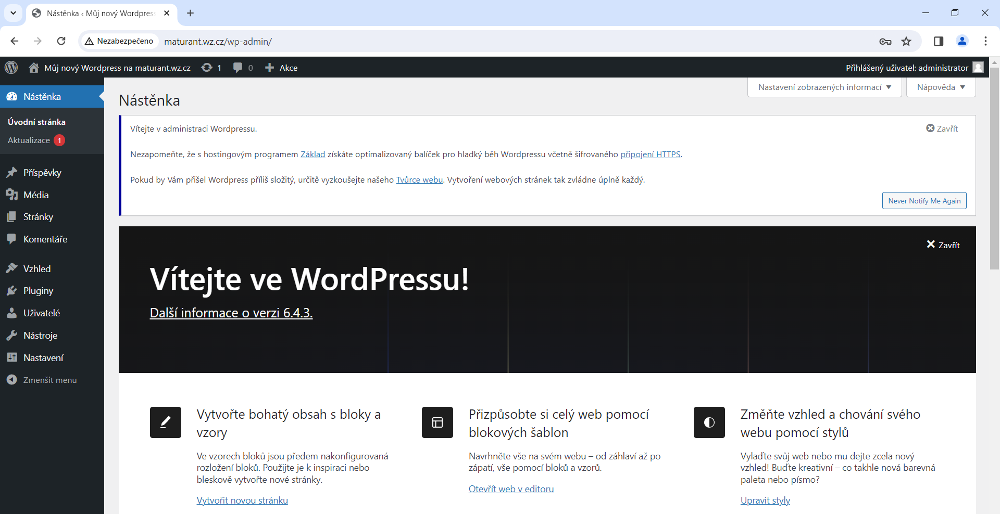 Nástěnka ‹ Můj nový Wordpress
Nezabezpečeno
maturant.wz.cz/wp-admin/
Můj nový Wordpress na maturant.wz.cz
1
0
Akce
Přihlášený uživatel: administrator
Nástěnka
Úvodní stránka
Aktualizace 1
Příspěvky
Média
Stránky
Komentáře
Vzhled
Pluginy
Uživatelé
Nástroje
Nastavení
Zmenšit menu
Nastavení zobrazených informací
Nápověda
Nástěnka
Vítejte v administraci Wordpressu.
Zavřít
Nezapomeňte, že s hostingovým programem Základ získáte optimalizovaný balíček pro hladký běh Wordpressu včetně šifrovaného připojení HTTPS.
Pokud by Vám přišel Wordpress příliš složitý, určitě vyzkoušejte našeho Tvůrce webu. Vytvoření webových stránek tak zvládne úplně každý.
Never Notify Me Again
Zavřít
Vítejte ve WordPressu!
Další informace o verzi 6.4.3.
Vytvořte bohatý obsah s bloky a
vzory
Ve vzorech bloků jsou předem nakonfigurovaná
rozložení bloků. Použijte je k inspiraci nebo
bleskově vytvořte nové stránky.
Vytvořit novou stránku
Přizpůsobte si celý web pomocí
blokových šablon
Navrhněte vše na svém webu – od záhlaví až po
zápatí, vše pomocí bloků a vzorů.
Otevřít web v editoru
Změňte vzhled a chování svého
webu pomocí stylů
Vylaďte svůj web nebo mu dejte zcela nový
vzhled! Buďte kreativní – co takhle nová barevná
paleta nebo písmo?
Upravit styly